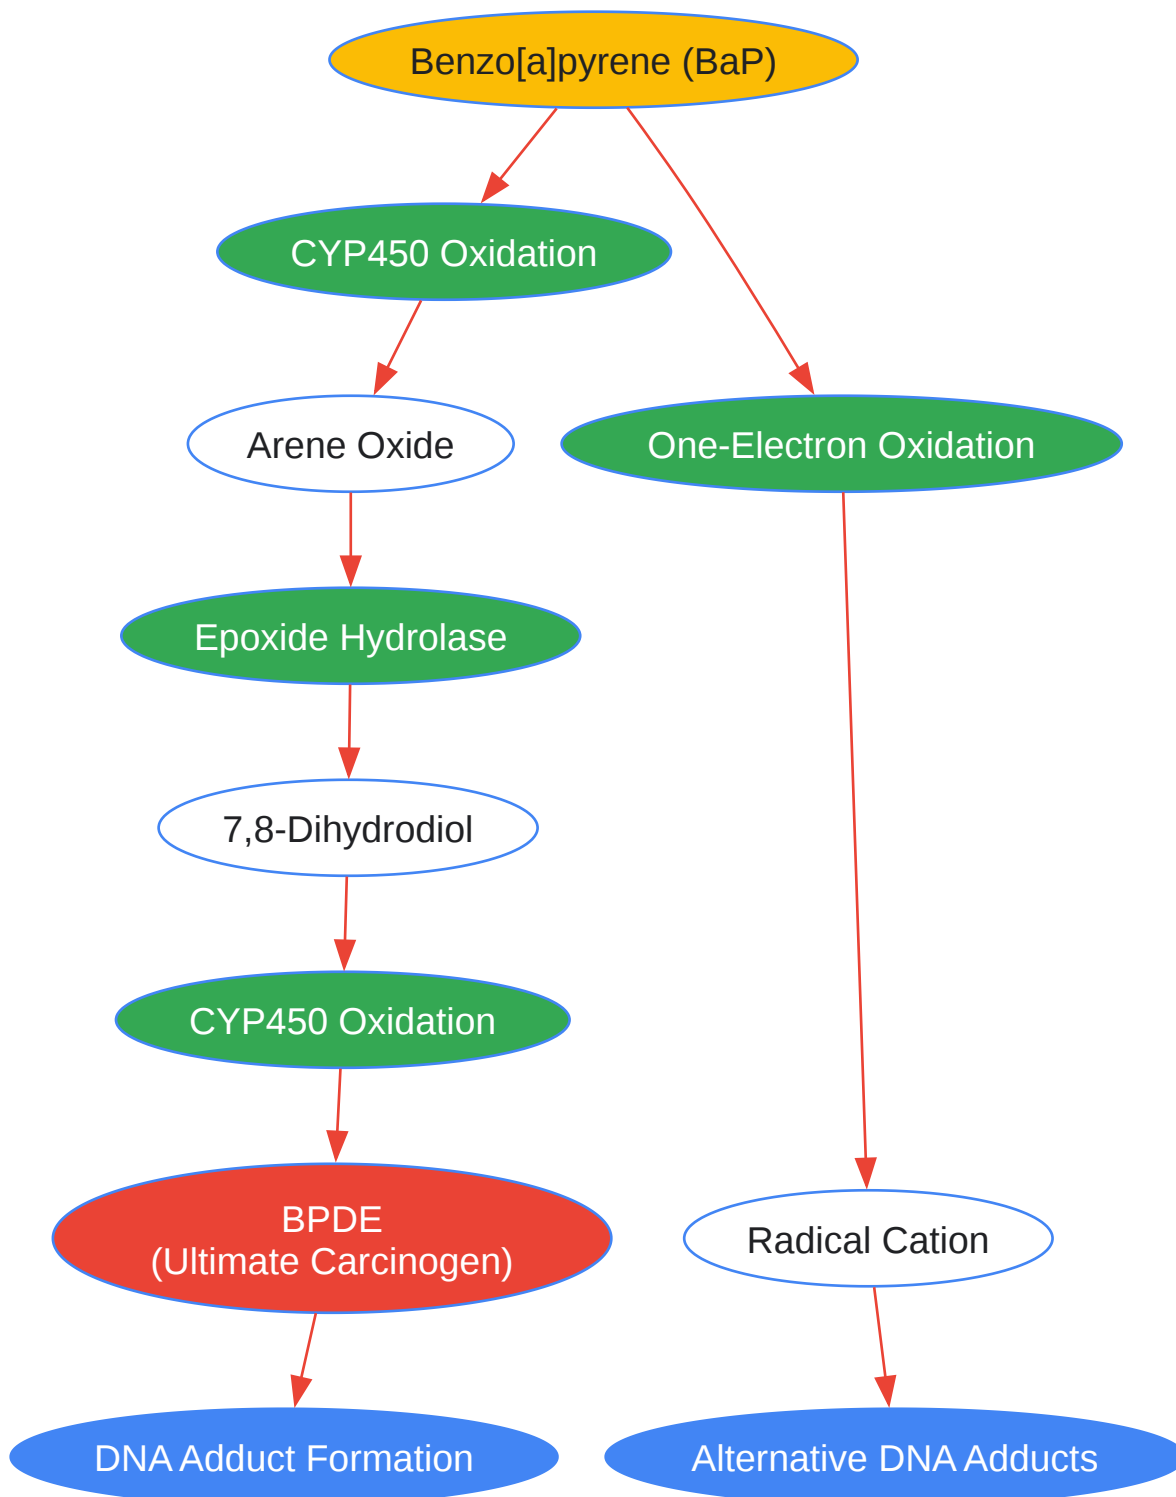 Benzo[a]pyrene (BaP)
CYP450 Oxidation
Arene Oxide
One-Electron Oxidation
Epoxide Hydrolase
7,8-Dihydrodiol
CYP450 Oxidation
BPDE
(Ultimate Carcinogen)
Radical Cation
DNA Adduct Formation
Alternative DNA Adducts